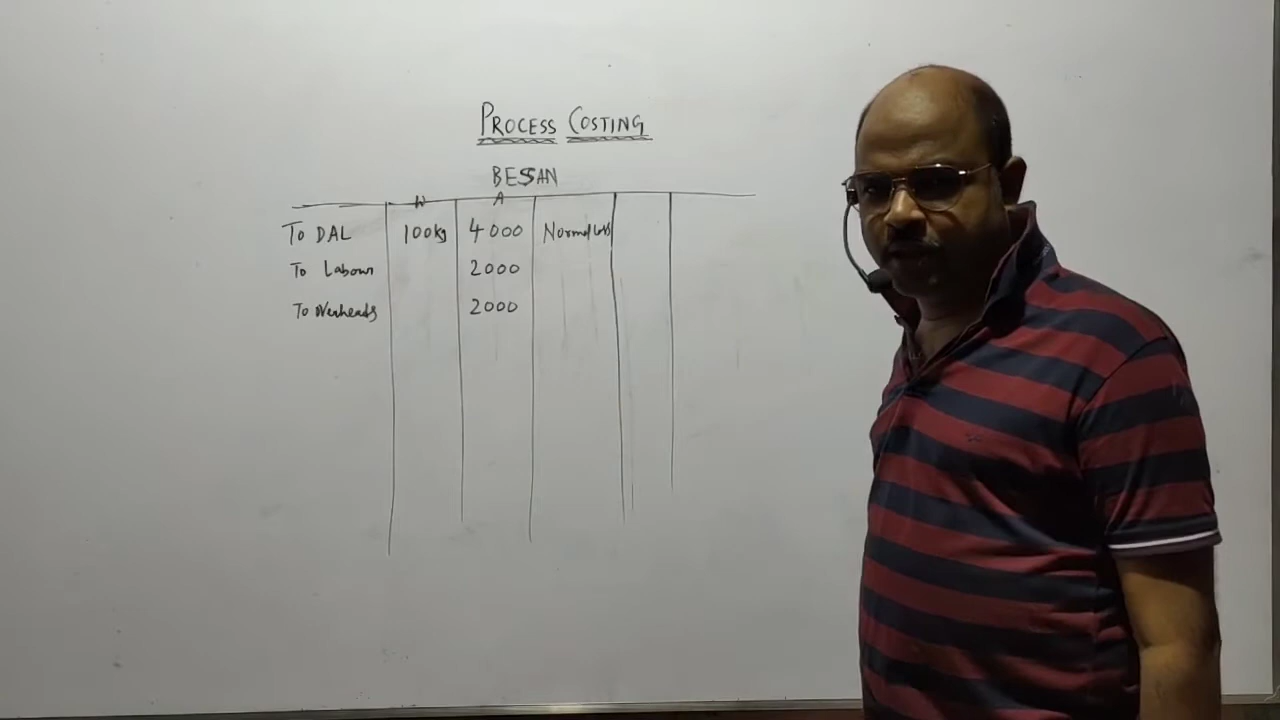 PROCESS COSTING
BESAN
W A
To DAL 100kg 4000 Normal Loss
To Labour 2000
To Overheads 2000